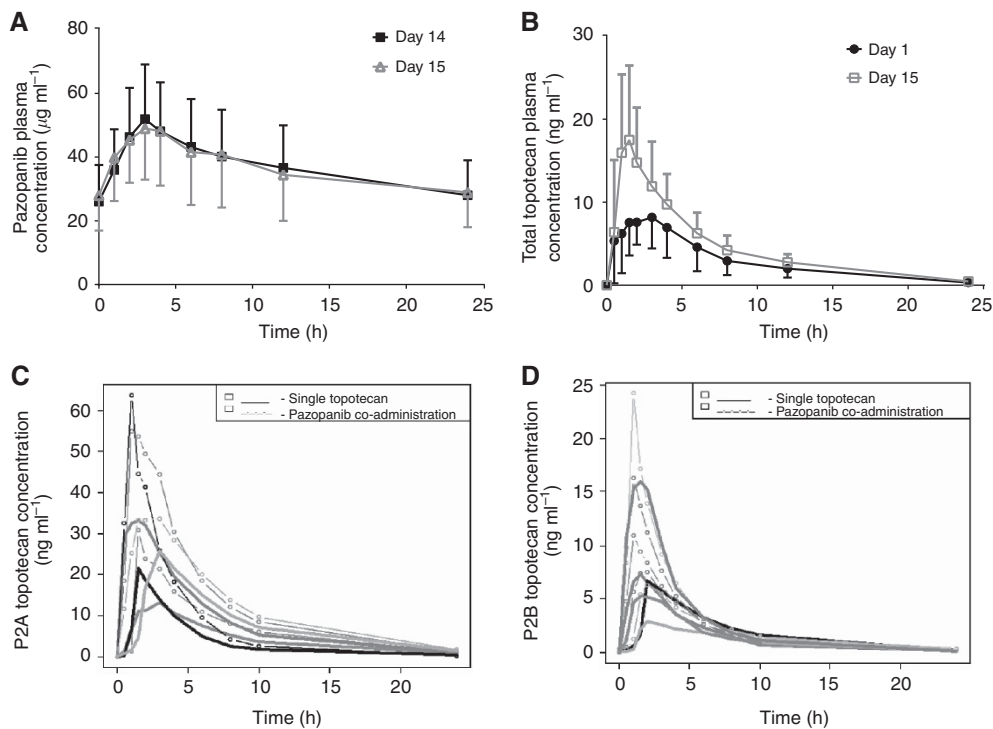 A
Pazopanib plasma
concentration (μg ml−1)
80
60
40
20
0
0 5 10 15 20 25
Time (h)
Day 14
Day 15
B
Total topotecan plasma
concentration (ng ml−1)
30
20
10
0
0 5 10 15 20 25
Time (h)
Day 1
Day 15
C
P2A topotecan concentration
(ng ml−1)
60
50
40
30
20
10
0
0 5 10 15 20
Time (h)
- Single topotecan
- Pazopanib co-administration
D
P2B topotecan concentration
(ng ml−1)
25
20
15
10
5
0
0 5 10 15 20
Time (h)
- Single topotecan
- Pazopanib co-administration